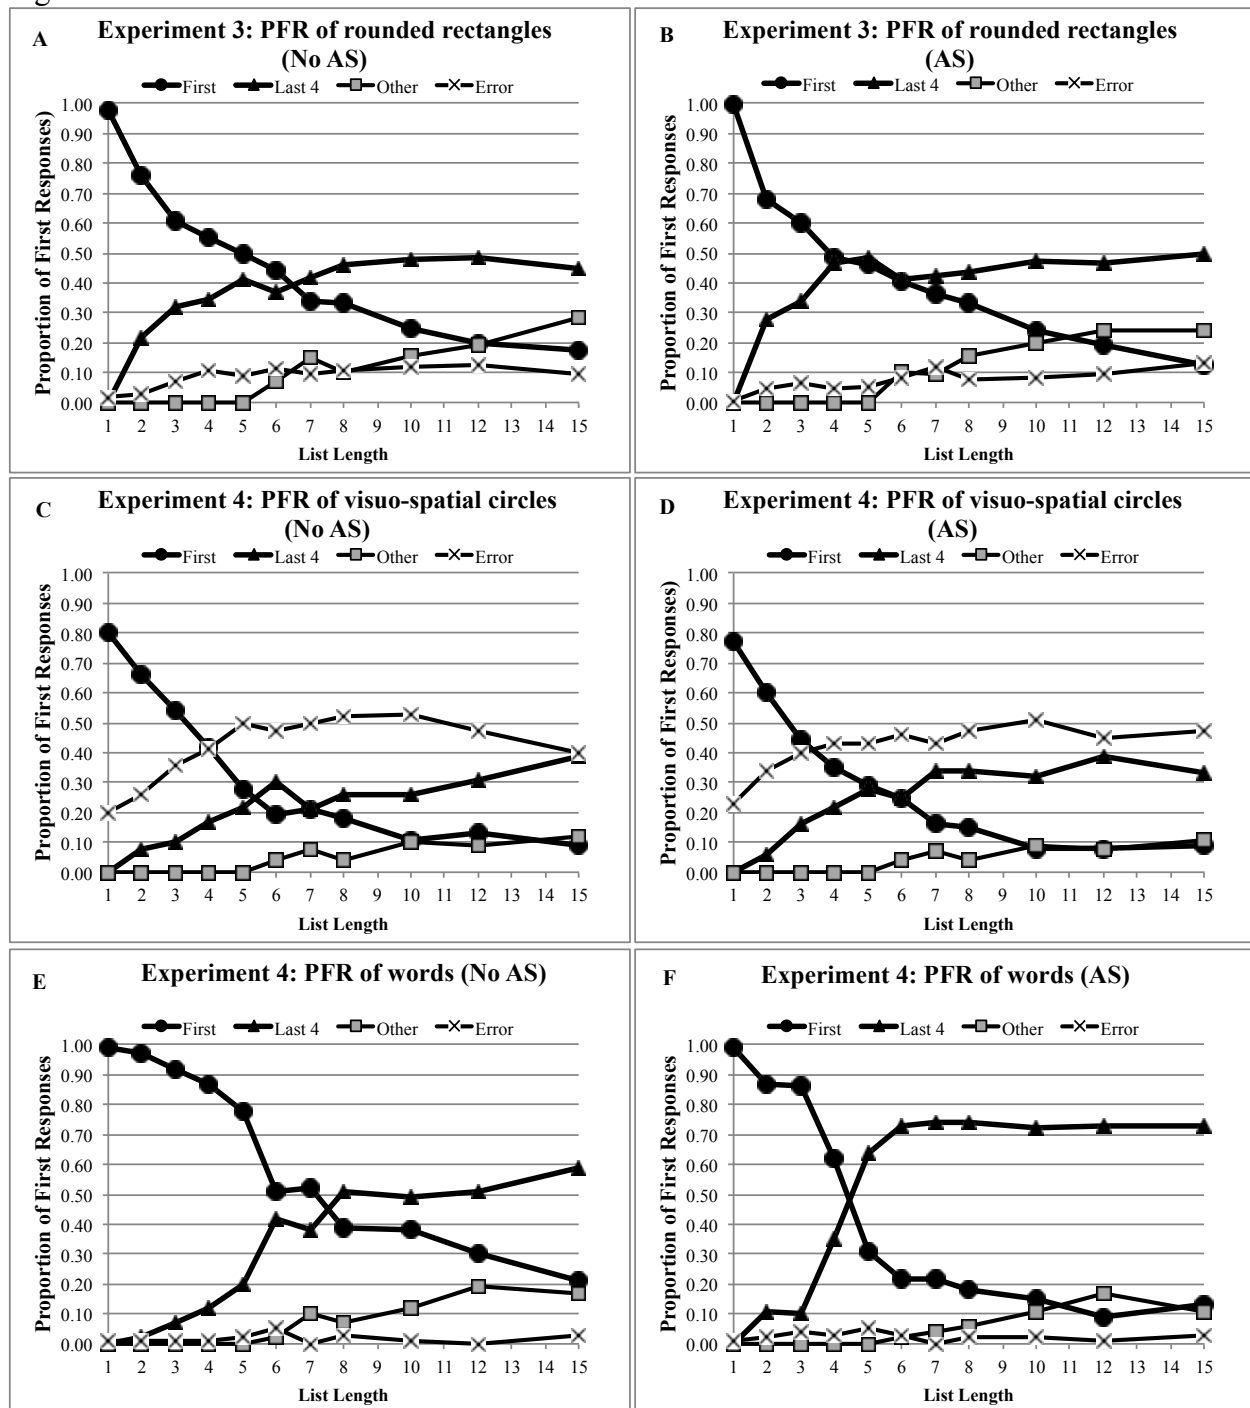 A
Experiment 3: PFR of rounded rectangles
(No AS)
First Last 4 Other Error
Proportion of First Responses)
1.00
0.90
0.80
0.70
0.60
0.50
0.40
0.30
0.20
0.10
0.00
1 2 3 4 5 6 7 8 9 10 11 12 14 15
List Length
B
Experiment 3: PFR of rounded rectangles
(AS)
First Last 4 Other Error
Proportion of First Responses)
1.00
0.90
0.80
0.70
0.60
0.50
0.40
0.30
0.20
0.10
0.00
1 2 3 4 5 6 7 8 9 10 11 12 14 15
List Length
C
Experiment 4: PFR of visuo-spatial circles
(No AS)
First Last 4 Other Error
Proportion of First Responses
1.00
0.90
0.80
0.70
0.60
0.50
0.40
0.30
0.20
0.10
0.00
1 2 3 4 5 6 7 8 9 10 11 12 14 15
List Length
D
Experiment 4: PFR of visuo-spatial circles
(AS)
First Last 4 Other Error
Proportion of First Responses)
1.00
0.90
0.80
0.70
0.60
0.50
0.40
0.30
0.20
0.10
0.00
1 2 3 4 5 6 7 8 9 10 11 12 14 15
List Length
E
Experiment 4: PFR of words (No AS)
First Last 4 Other Error
Proportion of First Responses
1.00
0.90
0.80
0.70
0.60
0.50
0.40
0.30
0.20
0.10
0.00
1 2 3 4 5 6 7 8 9 10 11 12 14 15
List Length
F
Experiment 4: PFR of words (AS)
First Last 4 Other Error
Proportion of First Responses
1.00
0.90
0.80
0.70
0.60
0.50
0.40
0.30
0.20
0.10
0.00
1 2 3 4 5 6 7 8 9 10 11 12 14 15
List Length